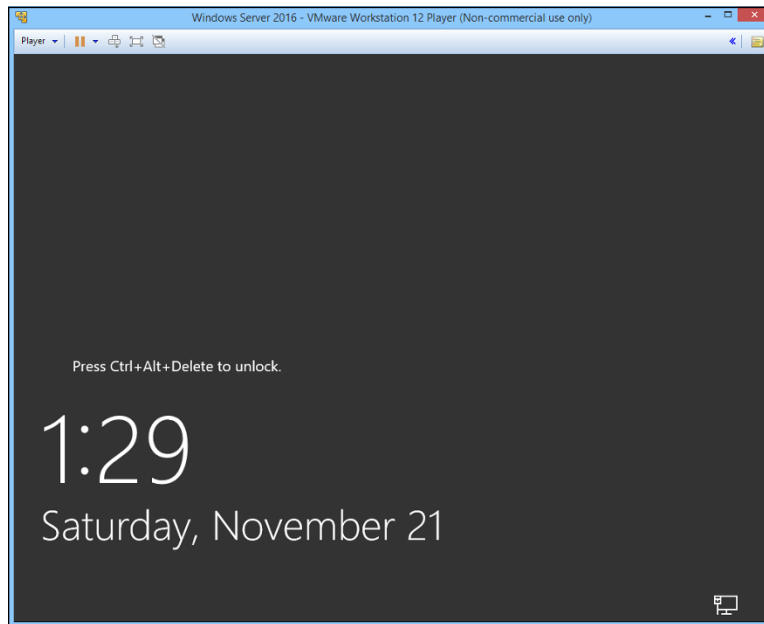 Windows Server 2016 - VMware Workstation 12 Player (Non-commercial use only)
Player
Press Ctrl+Alt+Delete to unlock.
1:29
Saturday, November 21